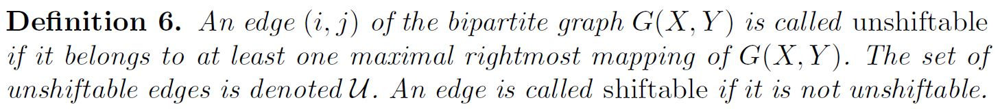 Definition 6. An edge (i, j) of the bipartite graph G(X, Y) is called unshiftable
if it belongs to at least one maximal rightmost mapping of G(X, Y). The set of
unshiftable edges is denoted U. An edge is called shiftable if it is not unshiftable.